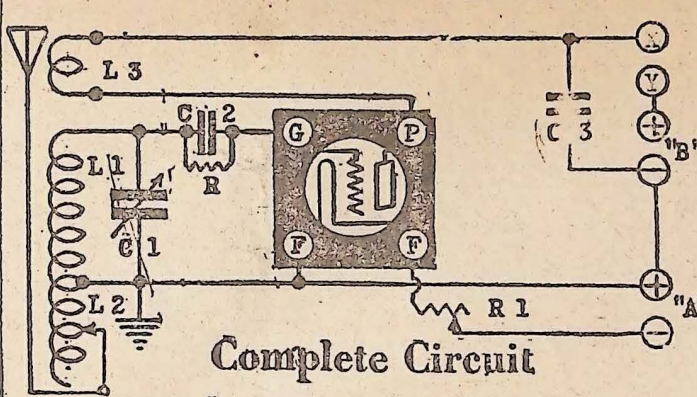 X
L 3
Y
C 2
C 3
+
"B"
G
P
L 1
R
−
C 1
F
F
+
"A
L 2
R 1
−
Complete Circuit